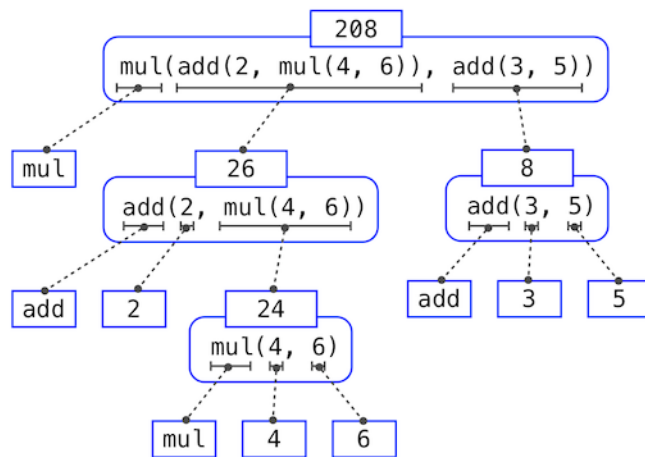 208
mul(add(2, mul(4, 6)), add(3, 5))
mul
26
8
add(2, mul(4, 6))
add(3, 5)
add
2
24
add
3
5
mul(4, 6)
mul
4
6